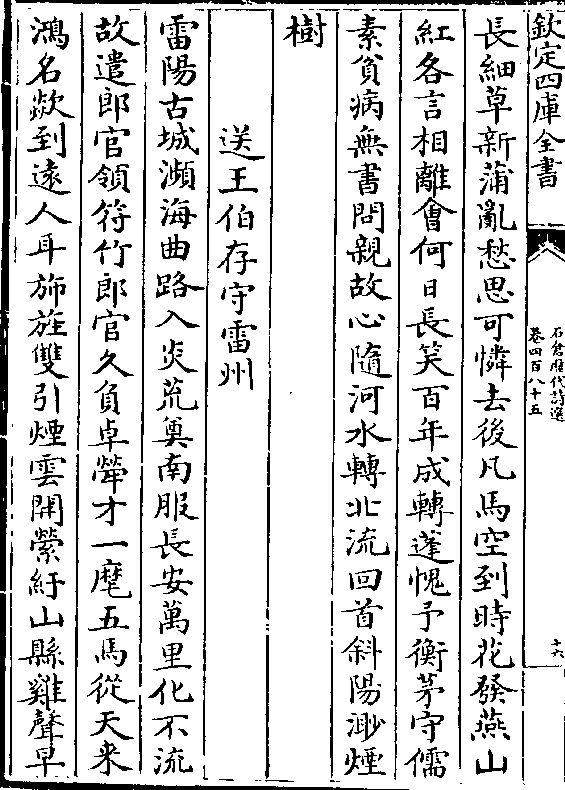 欽定四庫全書
石倉歷代詩選
卷四百八十五
十六
長細草新蒲亂愁思可憐去後凡馬空到時花發燕山
紅各言相離會何日長笑百年成轉蓬愧予衡茅守儒
素貧病無書問親故心隨河水轉北流回首斜陽渺煙
樹
送王伯存守雷州
雷陽古城瀕海曲路入炎荒奠南服長安萬里化不流
故遣郎官領符竹郎官久負卓犖才一麾五馬從天來
鴻名歘到遠人耳斾旌雙引煙雲開縈紆山縣雞聲早